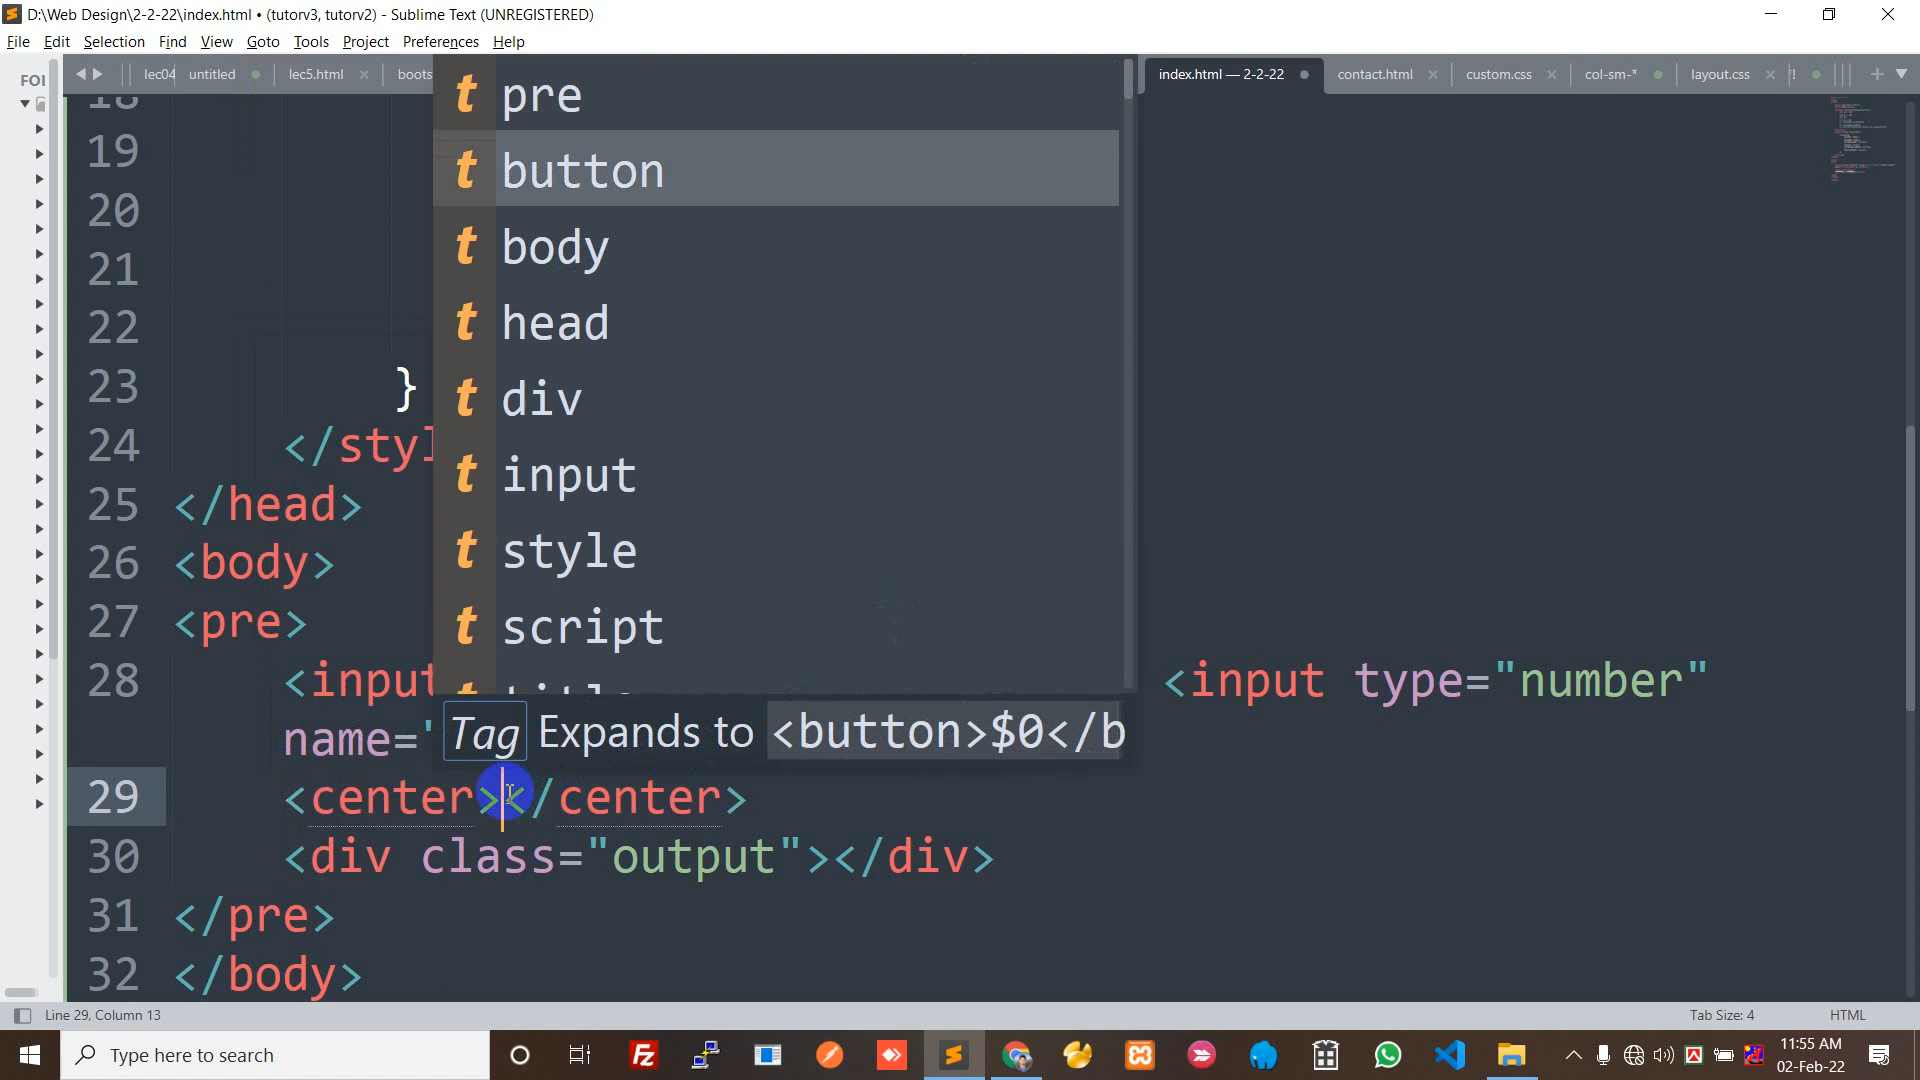 D:\Web Design\2-2-22\index.html • (tutorv3, tutorv2) - Sublime Text (UNREGISTERED)
File Edit Selection Find View Goto Tools Project Preferences Help
FOI
lec04 untitled lec5.html boots index.html — 2-2-22 contact.html custom.css col-sm-* layout.css
pre
button
body
head
div
input
style
script
Tag Expands to <button>$0</b
18
19
20
21
22
23 }
24 </styl
25 </head>
26 <body>
27 <pre>
28 <input <input type="number"
name="
29 <center></center>
30 <div class="output"></div>
31 </pre>
32 </body>
Line 29, Column 13 Tab Size: 4 HTML
Type here to search
11:55 AM
02-Feb-22